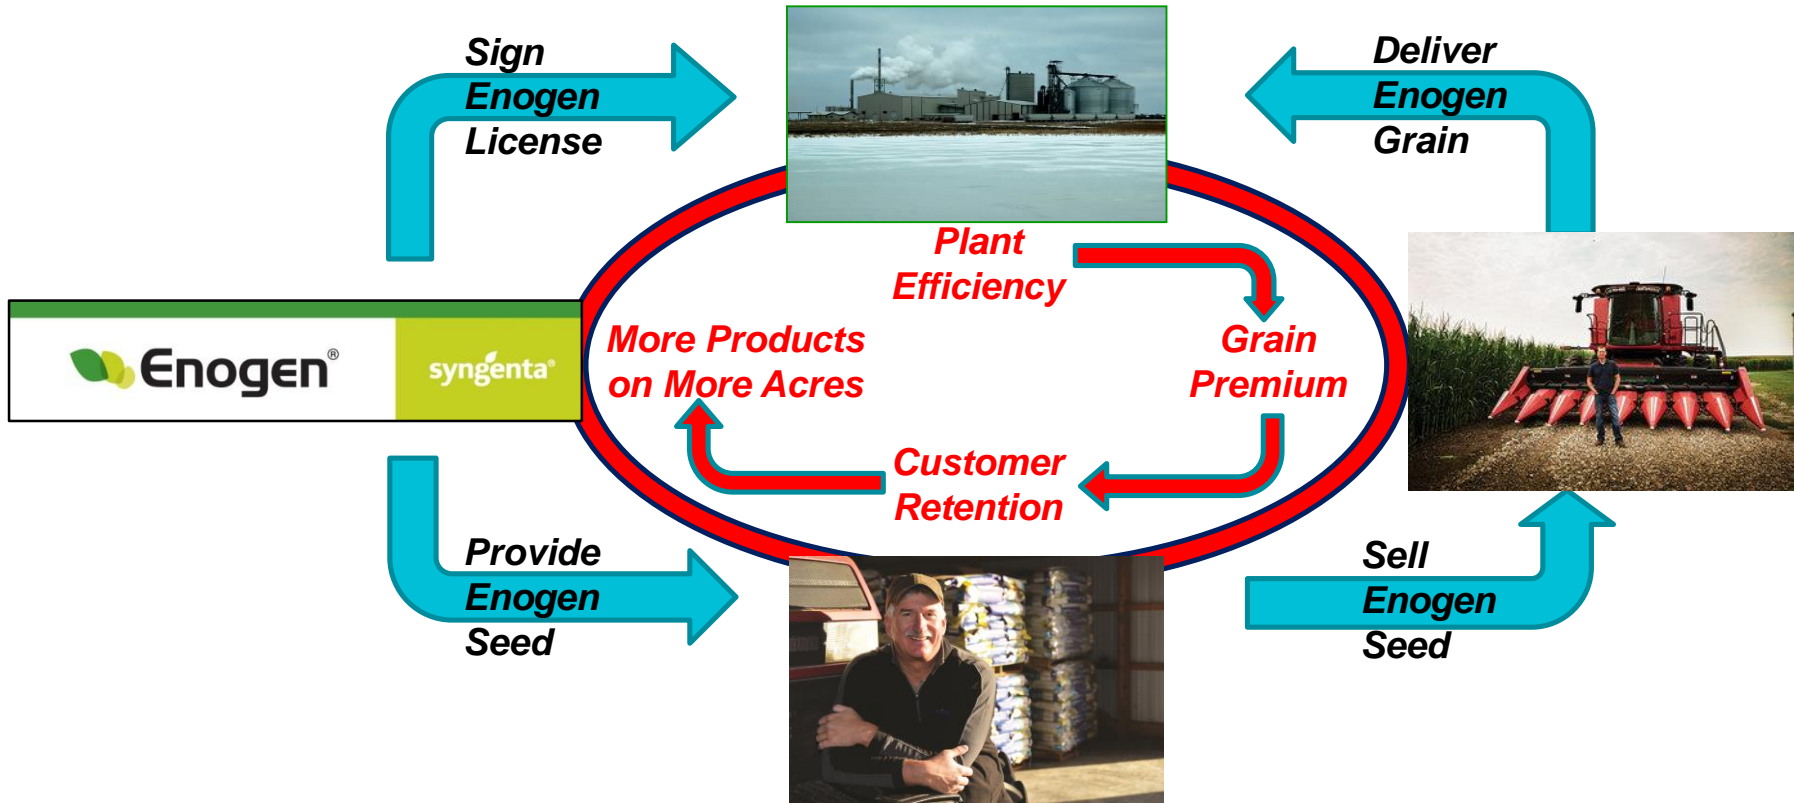 Sign
Enogen
License
Deliver
Enogen
Grain
Plant
Efficiency
Enogen®
syngenta®
More Products
on More Acres
Grain
Premium
Customer
Retention
Provide
Enogen
Seed
Sell
Enogen
Seed